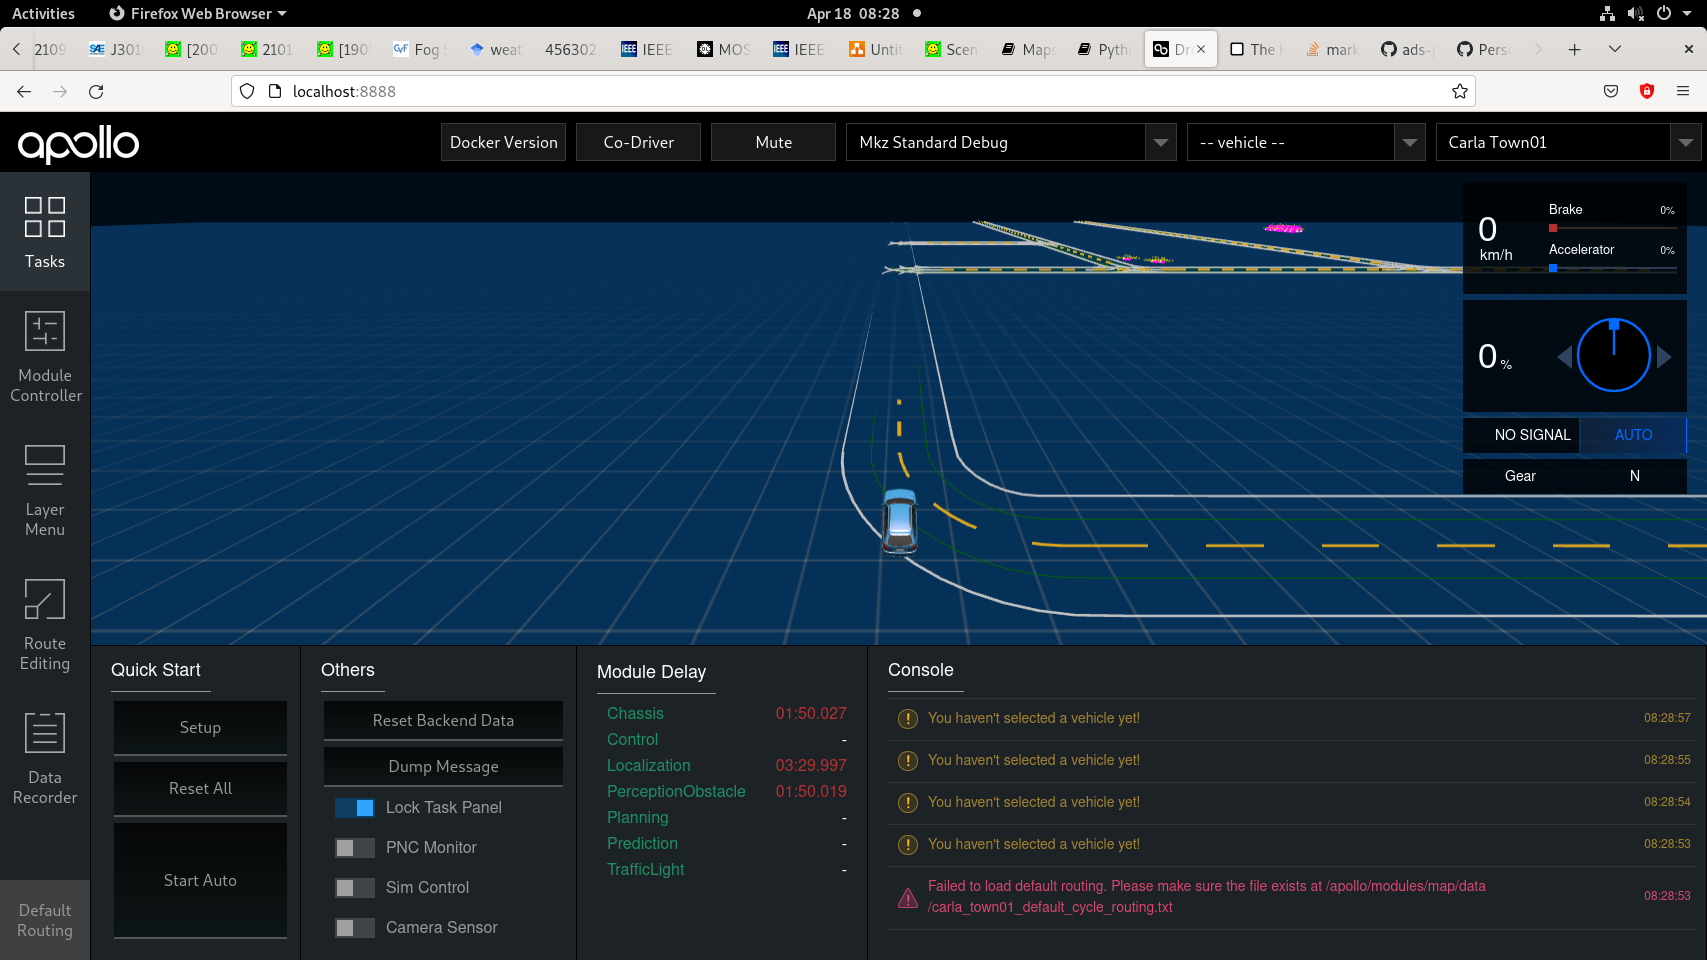 Activities
Firefox Web Browser
Apr 18 08:28
2109
J301
[200
2101
[190
GyF
Fog
weat
456302
IEEE
IEEE
MOS
IEEE
IEEE
Untit
Scen
Maps
Pyth
Dr
The
mark
ads-
Pers
localhost:8888
apollo
Docker Version
Co-Driver
Mute
Mkz Standard Debug
-- vehicle --
Carla Town01
Tasks
Module
Controller
Layer
Menu
Route
Editing
Data
Recorder
Default
Routing
0
km/h
Brake
0%
Accelerator
0%
0 %
NO SIGNAL
AUTO
Gear
N
Quick Start
Setup
Reset All
Start Auto
Others
Reset Backend Data
Dump Message
Lock Task Panel
PNC Monitor
Sim Control
Camera Sensor
Module Delay
Chassis 01:50.027
Control -
Localization 03:29.997
PerceptionObstacle 01:50.019
Planning -
Prediction -
TrafficLight -
Console
You haven't selected a vehicle yet! 08:28:57
You haven't selected a vehicle yet! 08:28:55
You haven't selected a vehicle yet! 08:28:54
You haven't selected a vehicle yet! 08:28:53
Failed to load default routing. Please make sure the file exists at /apollo/modules/map/data
/carla_town01_default_cycle_routing.txt 08:28:53